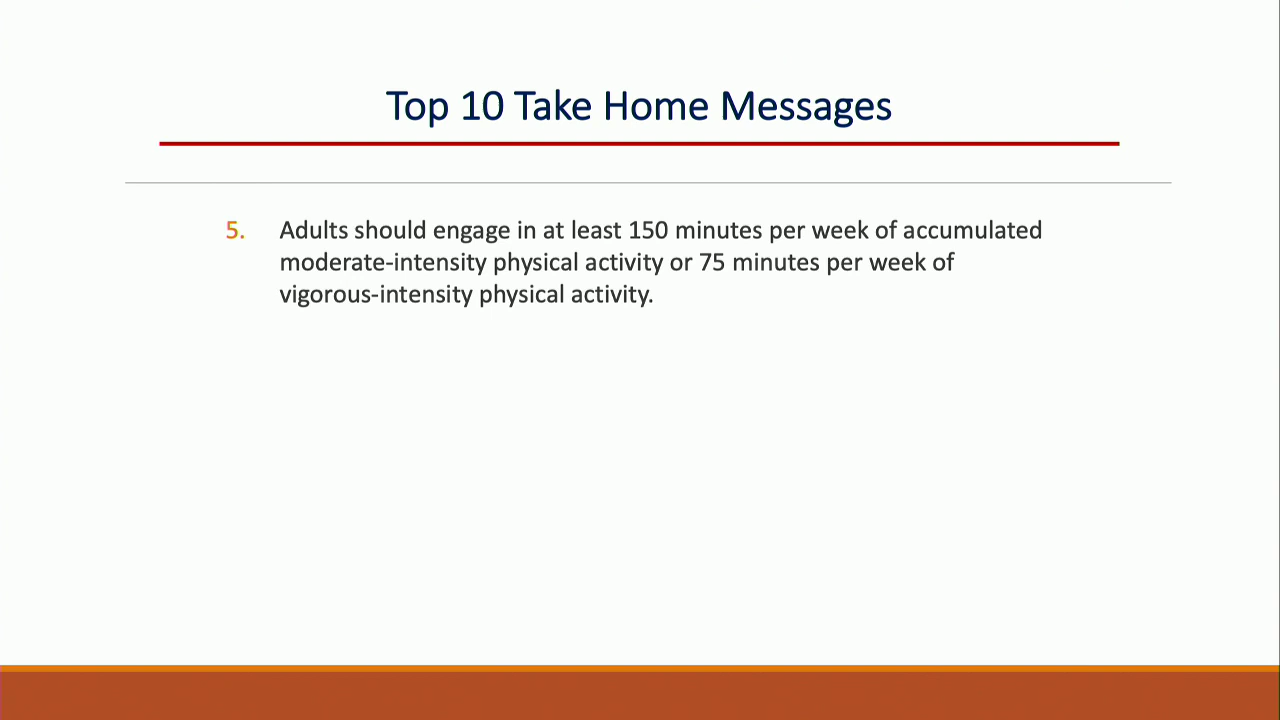 Top 10 Take Home Messages
5. Adults should engage in at least 150 minutes per week of accumulated
moderate-intensity physical activity or 75 minutes per week of
vigorous-intensity physical activity.